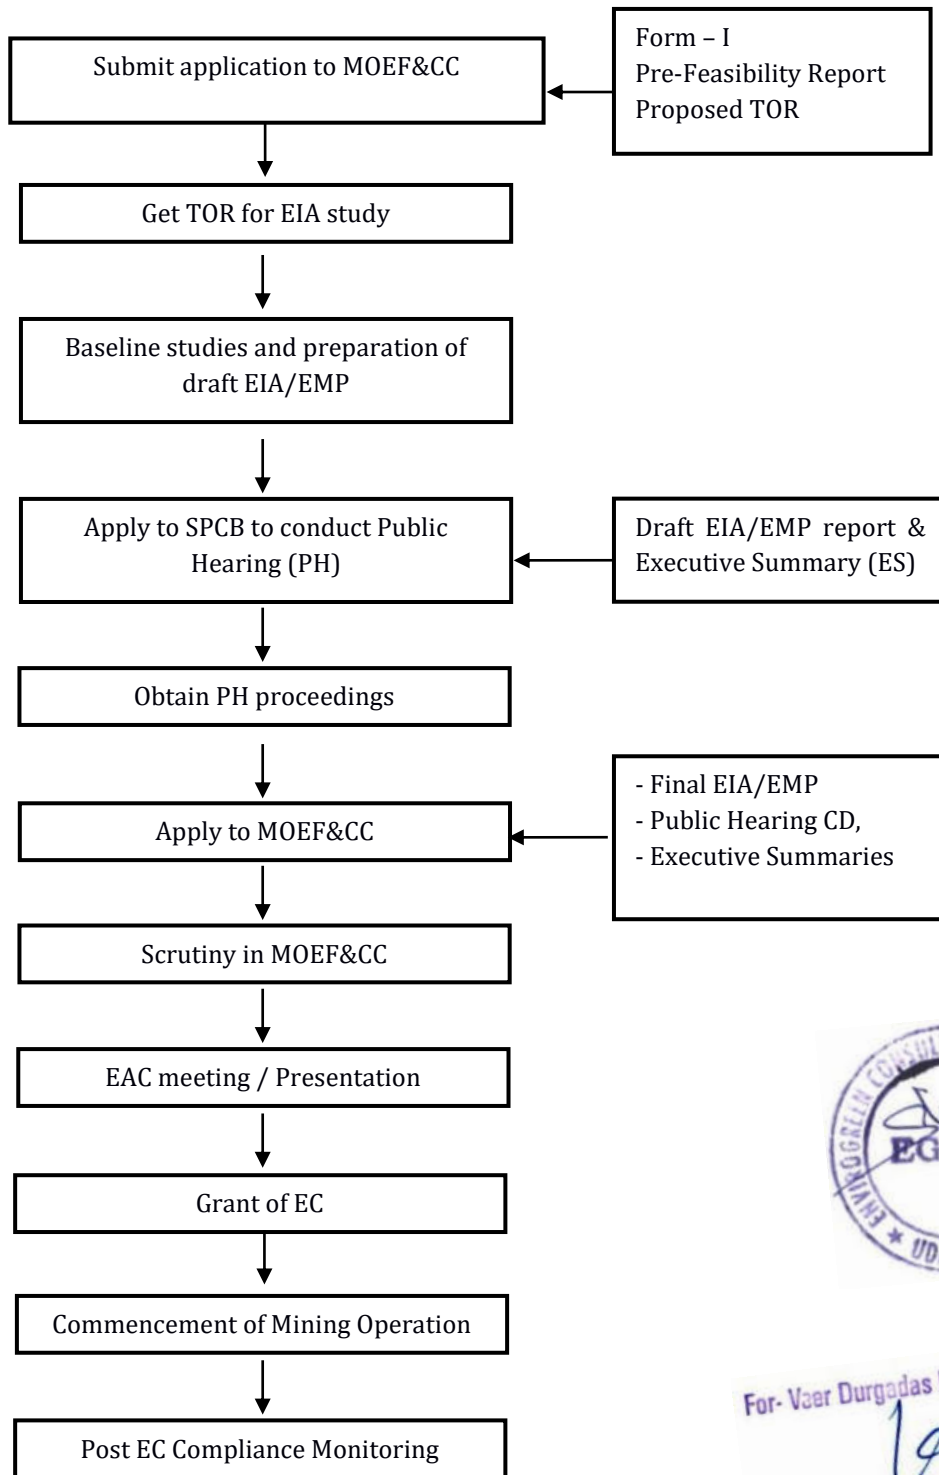 Submit application to MOEF&CC
Form – I
Pre-Feasibility Report
Proposed TOR
Get TOR for EIA study
Baseline studies and preparation of
draft EIA/EMP
Apply to SPCB to conduct Public
Hearing (PH)
Draft EIA/EMP report &
Executive Summary (ES)
Obtain PH proceedings
Apply to MOEF&CC
- Final EIA/EMP
- Public Hearing CD,
- Executive Summaries
Scrutiny in MOEF&CC
EAC meeting / Presentation
Grant of EC
ENVIROGREEN
EG
Commencement of Mining Operation
For- Vaer Durgadas
Post EC Compliance Monitoring